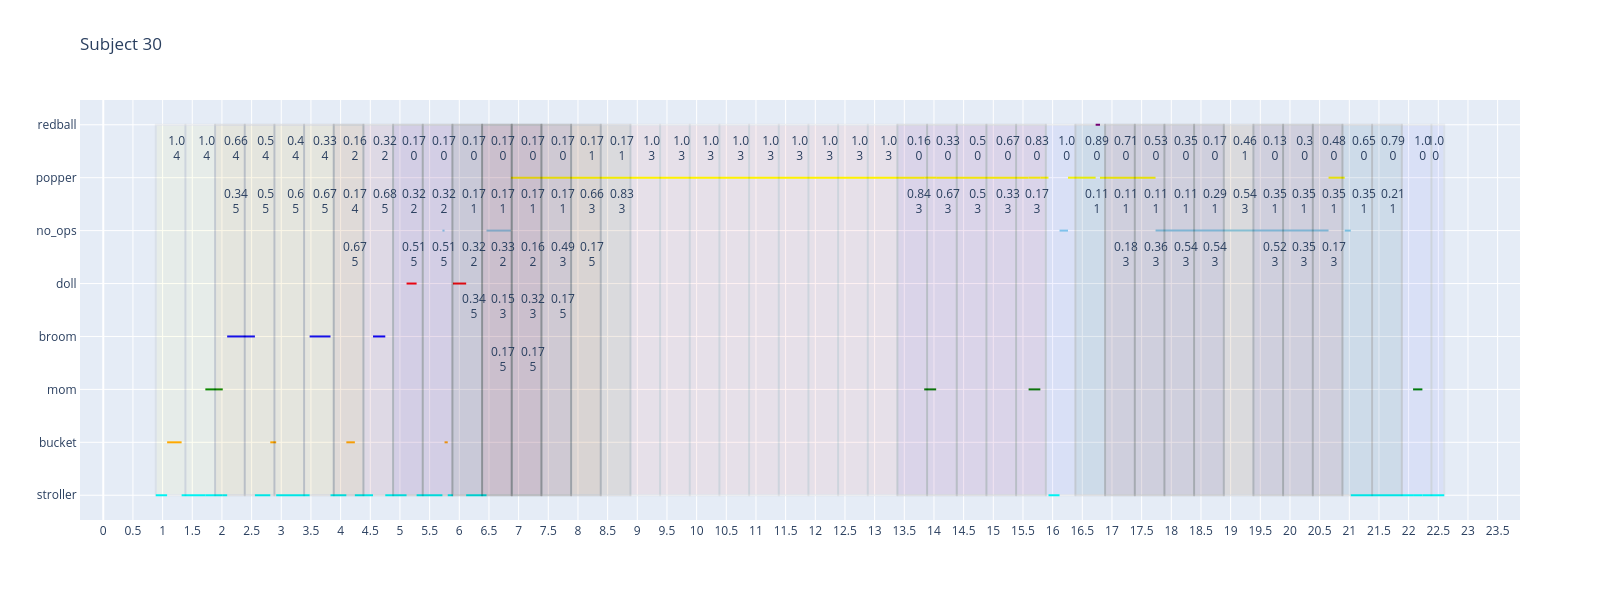 Subject 30
redball
1.0 1.0 0.66 0.5 0.4 0.33 0.16 0.32 0.17 0.17 0.17 0.17 0.17 0.17 0.17 0.17 1.0 1.0 1.0 1.0 1.0 1.0 1.0 1.0 1.0 0.16 0.33 0.5 0.67 0.83 1.0 0.89 0.71 0.53 0.35 0.17 0.46 0.13 0.3 0.48 0.65 0.79 1.0 1.0
4 4 4 4 4 4 2 2 0 0 0 0 0 0 1 1 3 3 3 3 3 3 3 3 3 0 0 0 0 0 0 0 0 0 0 0 1 0 0 0 0 0 0 0
popper
0.34 0.5 0.6 0.67 0.17 0.68 0.32 0.32 0.17 0.17 0.17 0.17 0.66 0.83 0.84 0.67 0.5 0.33 0.17 0.11 0.11 0.11 0.11 0.29 0.54 0.35 0.35 0.35 0.35 0.21
5 5 5 5 4 5 2 2 1 1 1 1 3 3 3 3 3 3 3 1 1 1 1 1 3 1 1 1 1 1
no_ops
0.67 0.51 0.51 0.32 0.33 0.16 0.49 0.17 0.18 0.36 0.54 0.54 0.52 0.35 0.17
5 5 5 2 2 2 3 5 3 3 3 3 3 3 3
doll
0.34 0.15 0.32 0.17
5 3 3 5
broom
0.17 0.17
5 5
mom
bucket
stroller
0 0.5 1 1.5 2 2.5 3 3.5 4 4.5 5 5.5 6 6.5 7 7.5 8 8.5 9 9.5 10 10.5 11 11.5 12 12.5 13 13.5 14 14.5 15 15.5 16 16.5 17 17.5 18 18.5 19 19.5 20 20.5 21 21.5 22 22.5 23 23.5